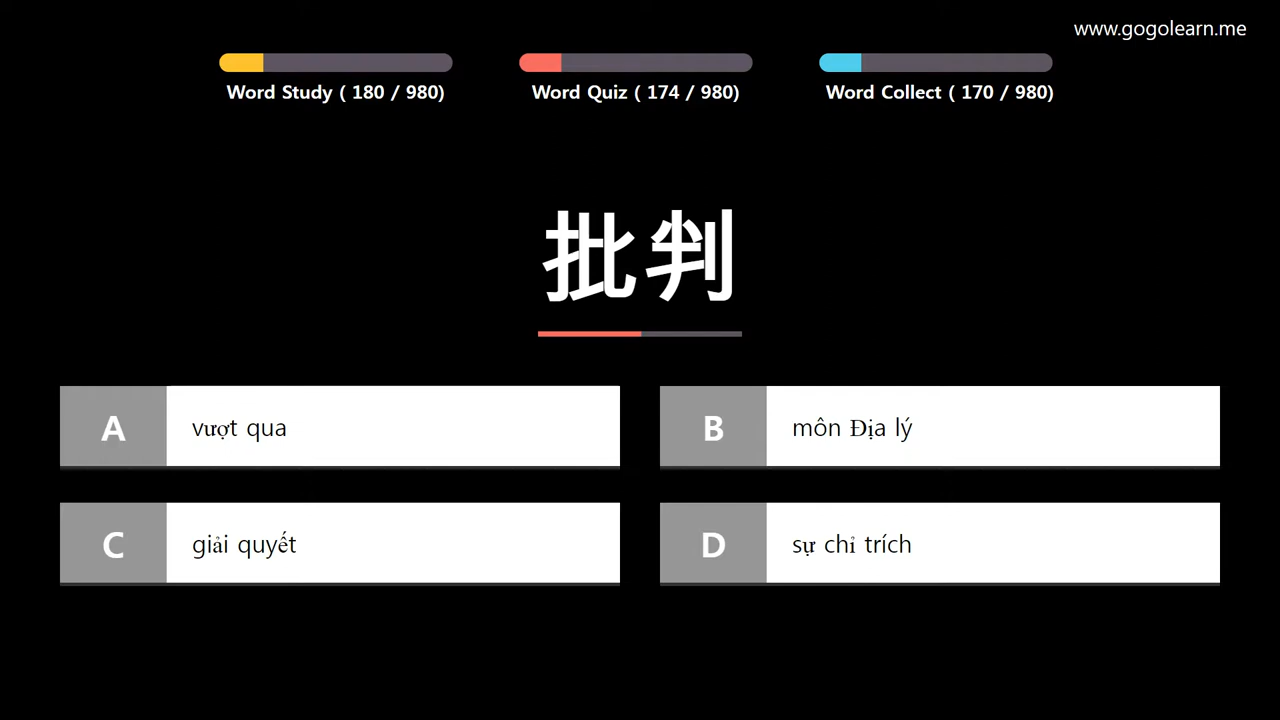 www.gogolearn.me
Word Study ( 180 / 980)
Word Quiz ( 174 / 980)
Word Collect ( 170 / 980)
批判
A
vượt qua
B
môn Địa lý
C
giải quyết
D
sự chỉ trích